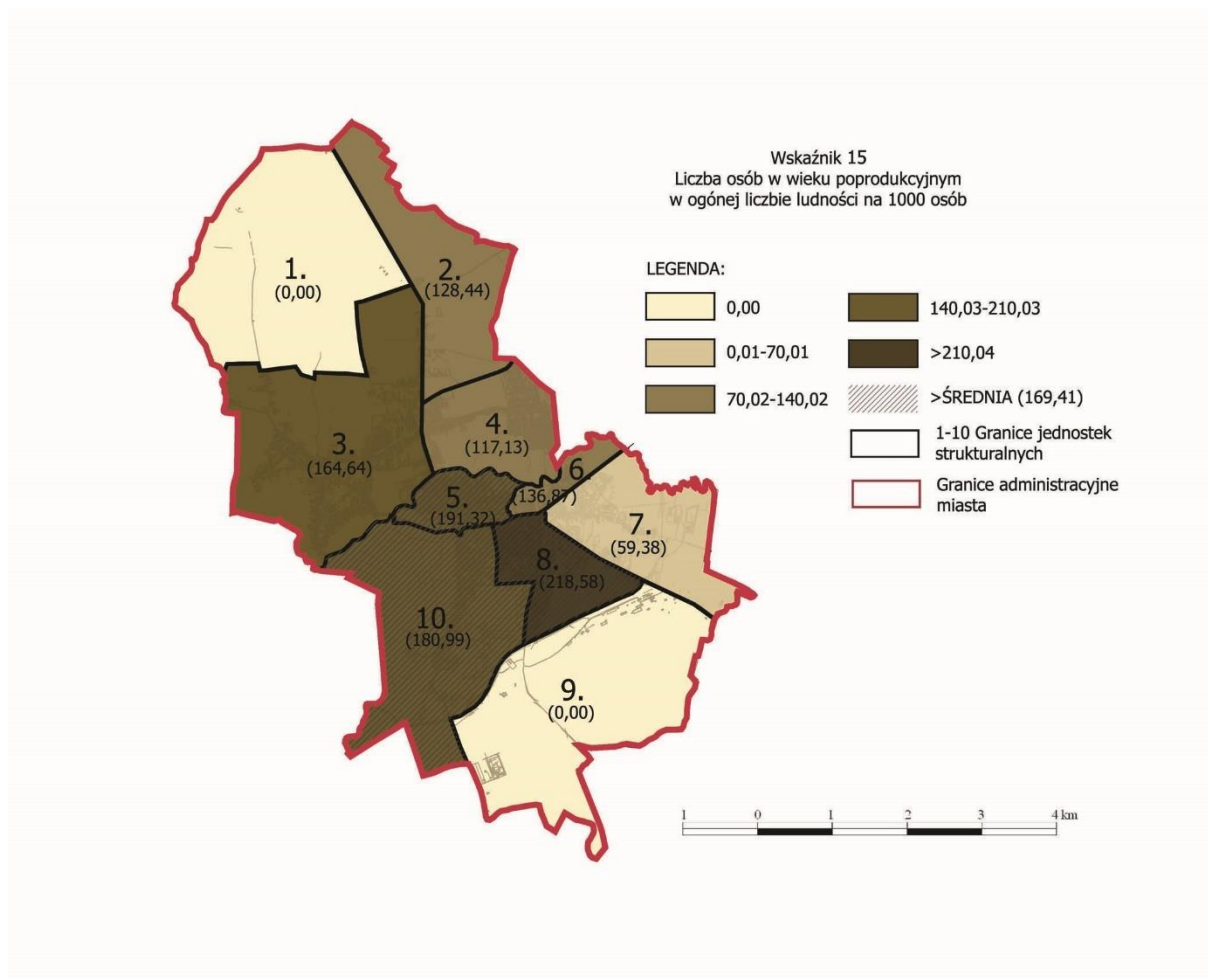 Wskaźnik 15
Liczba osób w wieku poprodukcyjnym
w ogónej liczbie ludności na 1000 osób
LEGENDA:
0,00
0,01-70,01
70,02-140,02
140,03-210,03
>210,04
>ŚREDNIA (169,41)
1-10 Granice jednostek
strukturalnych
Granice administracyjne
miasta
1.
(0,00)
2.
(128,44)
3.
(164,64)
4.
(117,13)
5.
(191,32)
6.
(136,87)
7.
(59,38)
8.
(218,58)
9.
(0,00)
10.
(180,99)
1 0 1 2 3 4 km